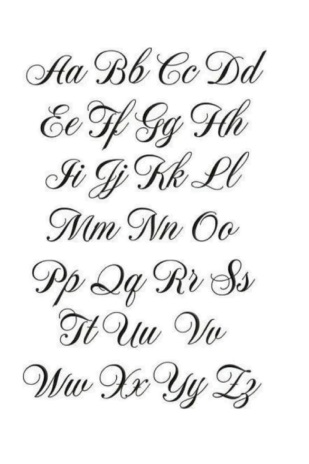 Aa Bb Cc Dd
Ee Ff Gg Hh
Ii Jj Kk Ll
Mm Nn Oo
Pp Qq Rr Ss
Tt Uu Vv
Ww Xx Yy Zz